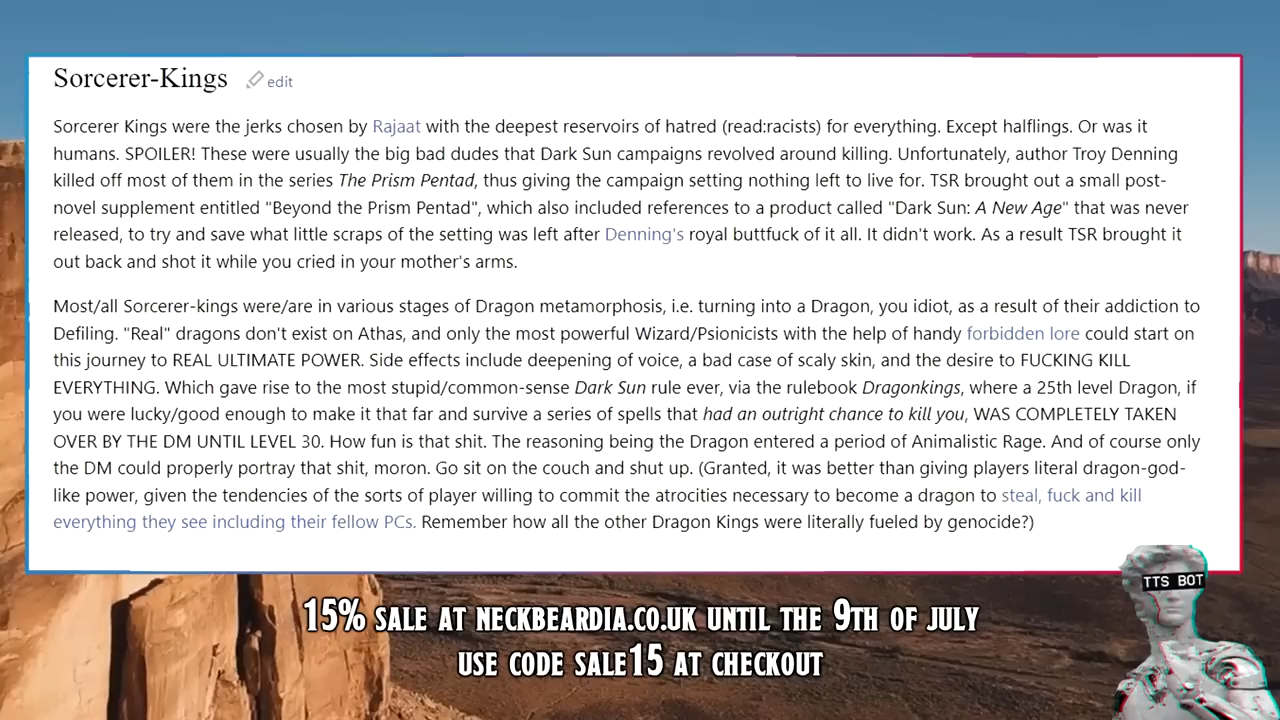 Sorcerer-Kings edit
Sorcerer Kings were the jerks chosen by Rajaat with the deepest reservoirs of hatred (read:racists) for everything. Except halflings. Or was it
humans. SPOILER! These were usually the big bad dudes that Dark Sun campaigns revolved around killing. Unfortunately, author Troy Denning
killed off most of them in the series The Prism Pentad, thus giving the campaign setting nothing left to live for. TSR brought out a small post-
novel supplement entitled "Beyond the Prism Pentad", which also included references to a product called "Dark Sun: A New Age" that was never
released, to try and save what little scraps of the setting was left after Denning's royal buttfuck of it all. It didn't work. As a result TSR brought it
out back and shot it while you cried in your mother's arms.
Most/all Sorcerer-kings were/are in various stages of Dragon metamorphosis, i.e. turning into a Dragon, you idiot, as a result of their addiction to
Defiling. "Real" dragons don't exist on Athas, and only the most powerful Wizard/Psionicists with the help of handy forbidden lore could start on
this journey to REAL ULTIMATE POWER. Side effects include deepening of voice, a bad case of scaly skin, and the desire to FUCKING KILL
EVERYTHING. Which gave rise to the most stupid/common-sense Dark Sun rule ever, via the rulebook Dragonkings, where a 25th level Dragon, if
you were lucky/good enough to make it that far and survive a series of spells that had an outright chance to kill you, WAS COMPLETELY TAKEN
OVER BY THE DM UNTIL LEVEL 30. How fun is that shit. The reasoning being the Dragon entered a period of Animalistic Rage. And of course only
the DM could properly portray that shit, moron. Go sit on the couch and shut up. (Granted, it was better than giving players literal dragon-god-
like power, given the tendencies of the sorts of player willing to commit the atrocities necessary to become a dragon to steal, fuck and kill
everything they see including their fellow PCs. Remember how all the other Dragon Kings were literally fueled by genocide?)
TTS BOT
15% SALE AT NECKBEARDIA.CO.UK UNTIL THE 9TH OF JULY
USE CODE SALE15 AT CHECKOUT